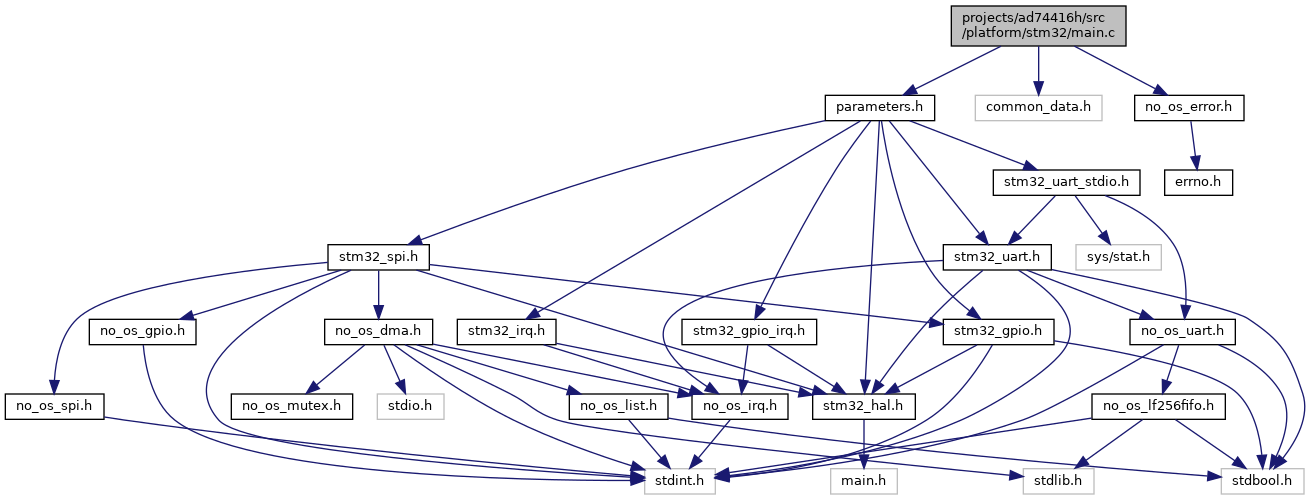 projects/ad74416h/src
/platform/stm32/main.c
parameters.h
common_data.h
no_os_error.h
stm32_uart_stdio.h
errno.h
stm32_spi.h
stm32_uart.h
sys/stat.h
no_os_gpio.h
no_os_dma.h
stm32_irq.h
stm32_gpio_irq.h
stm32_gpio.h
no_os_uart.h
no_os_spi.h
no_os_mutex.h
stdio.h
no_os_list.h
no_os_irq.h
stm32_hal.h
no_os_lf256fifo.h
stdint.h
main.h
stdlib.h
stdbool.h